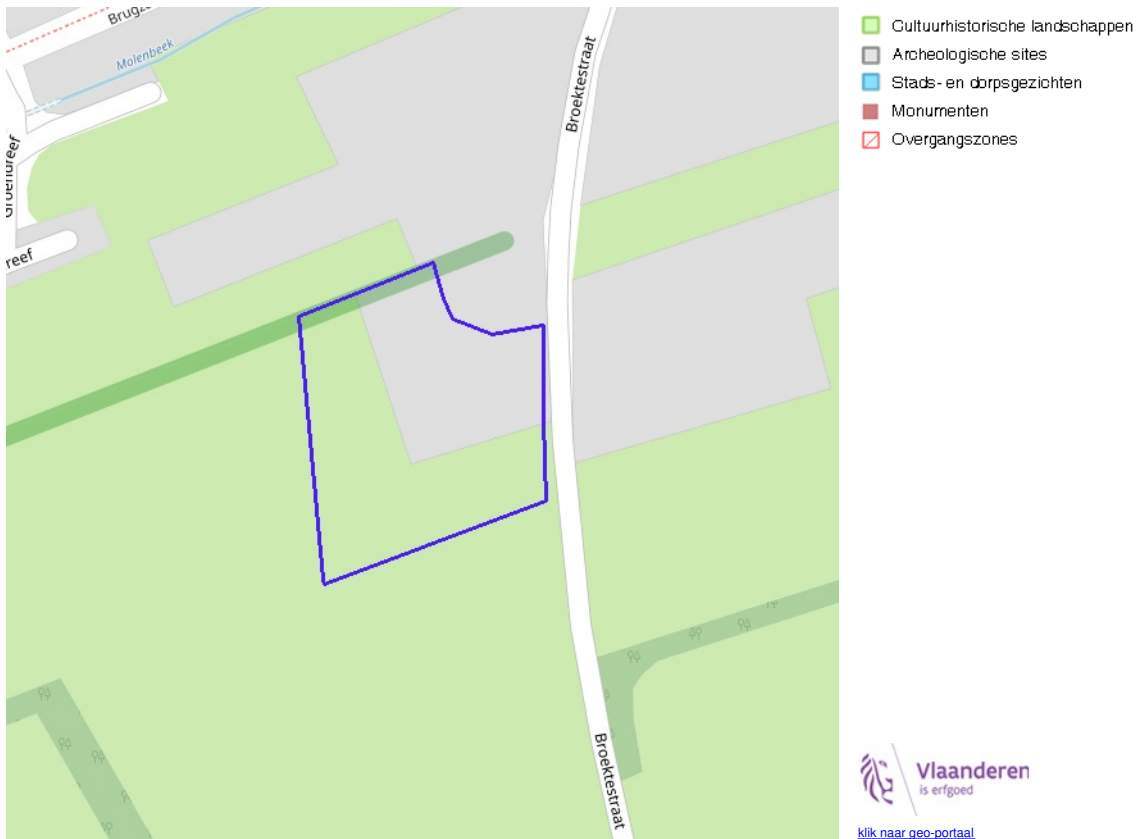 Brugz
Molenbeek
Groendreef
reef
Broektestraat
Broektestraat
Cultuurhistorische landschappen
Archeologische sites
Stads- en dorpsgezichten
Monumenten
Overgangszones
Vlaanderen
is erfgoed
klik naar geo-portaal